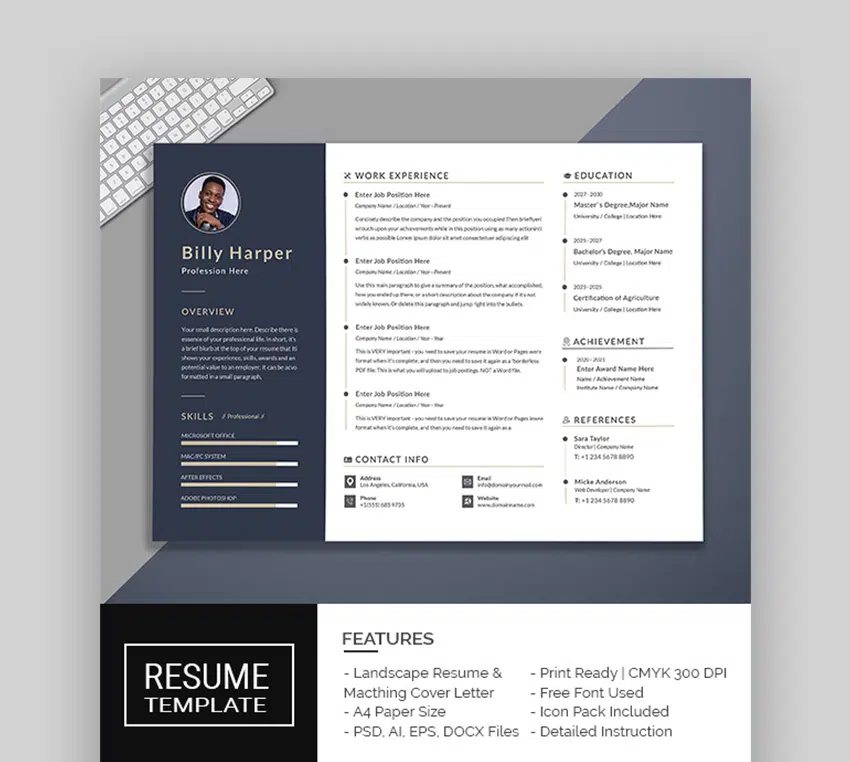 Billy Harper
Profession Here
OVERVIEW
Your small description here. Describe there is
essence of your professional life. In short, it's
a brief blurb at the top of your resume that iti
shows your experience, skills, awards and an
potential value to an employer. It can be acvo
formatted in a small paragraph,
SKILLS // Professional //
MICROSOFT OFFICE
MAC/PC SYSTEM
AFTER EFFECTS
ADOBE PHOTOSHOP
WORK EXPERIENCE
Enter Job Position Here
Company Name / Location / Year - Present
Concisely describe the company and the position you occupied Then briefly
touch upon your achievements while in this position using as many action
verbs as possible Lorem ipsum dolor sit amet consectetuer adipiscing elit
Enter Job Position Here
Company Name / Location / Year - Present
Use this main paragraph to give a summary of the position, what accomplished,
how you ended up there, or a short description about the company if it's not
widely known. Or delete this paragraph and jump right into the bullets
Enter Job Position Here
Company Name / Location / Year - Year
This is VERY important - you need to save your resume in Word or Pages
format when it's complete, and then you need to save it again as a 'borderless
PDF file. This is what you will upload to job postings. NOT a Word file.
Enter Job Position Here
Company Name / Location / Year - Year
This is VERY important - you need to save your resume in Word or Pages
format when it's complete, and then you need to save it again as a
CONTACT INFO
Address
Los Angeles, California, USA
Email
info@domainyourmail.com
Phone
+1(555) 685 9735
Website
www.domainname.com
EDUCATION
2027-2030
Master's Degree,Major Name
University / College | Location Here
2025-2027
Bachelor's Degree, Major Name
University / College | Location Here
2023-2025
Certification of Agriculture
University / College | Location Here
ACHIEVEMENT
2020-2025
Enter Award Name Here
Name / Achievement Name
Institute Name / Company Name
REFERENCES
Sara Taylor
Director | Company Name
T: +1 234 5678 8890
Micke Anderson
Web Developer | Company Name
T: +1 234 5678 8890
RESUME
TEMPLATE
FEATURES
- Landscape Resume &
Macthing Cover Letter
- A4 Paper Size
- PSD, AI, EPS, DOCX Files
- Print Ready | CMYK 300 DPI
- Free Font Used
- Icon Pack Included
- Detailed Instruction